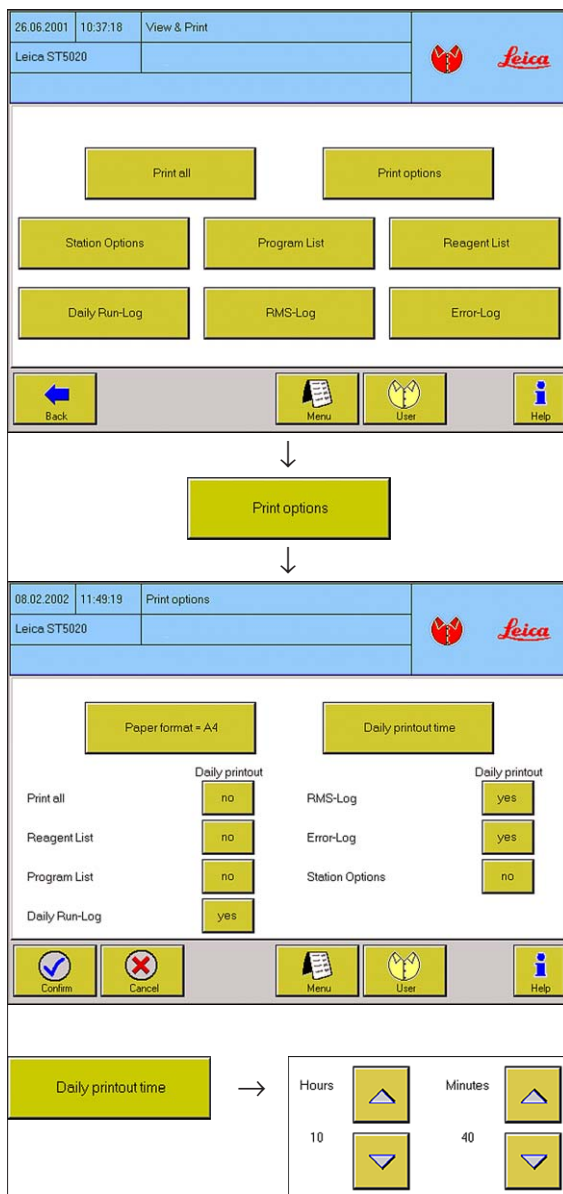 26.06.2001 10:37:18 View & Print
Leica ST5020
Leica
Print all Print options
Station Options Program List Reagent List
Daily Run-Log RMS-Log Error-Log
Back Menu User Help
↓
Print options
↓
08.02.2002 11:49:19 Print options
Leica ST5020
Leica
Paper format = A4 Daily printout time
Daily printout Daily printout
Print all no RMS-Log yes
Reagent List no Error-Log yes
Program List no Station Options no
Daily Run-Log yes
Confirm Cancel Menu User Help
Daily printout time → Hours Minutes
10 40